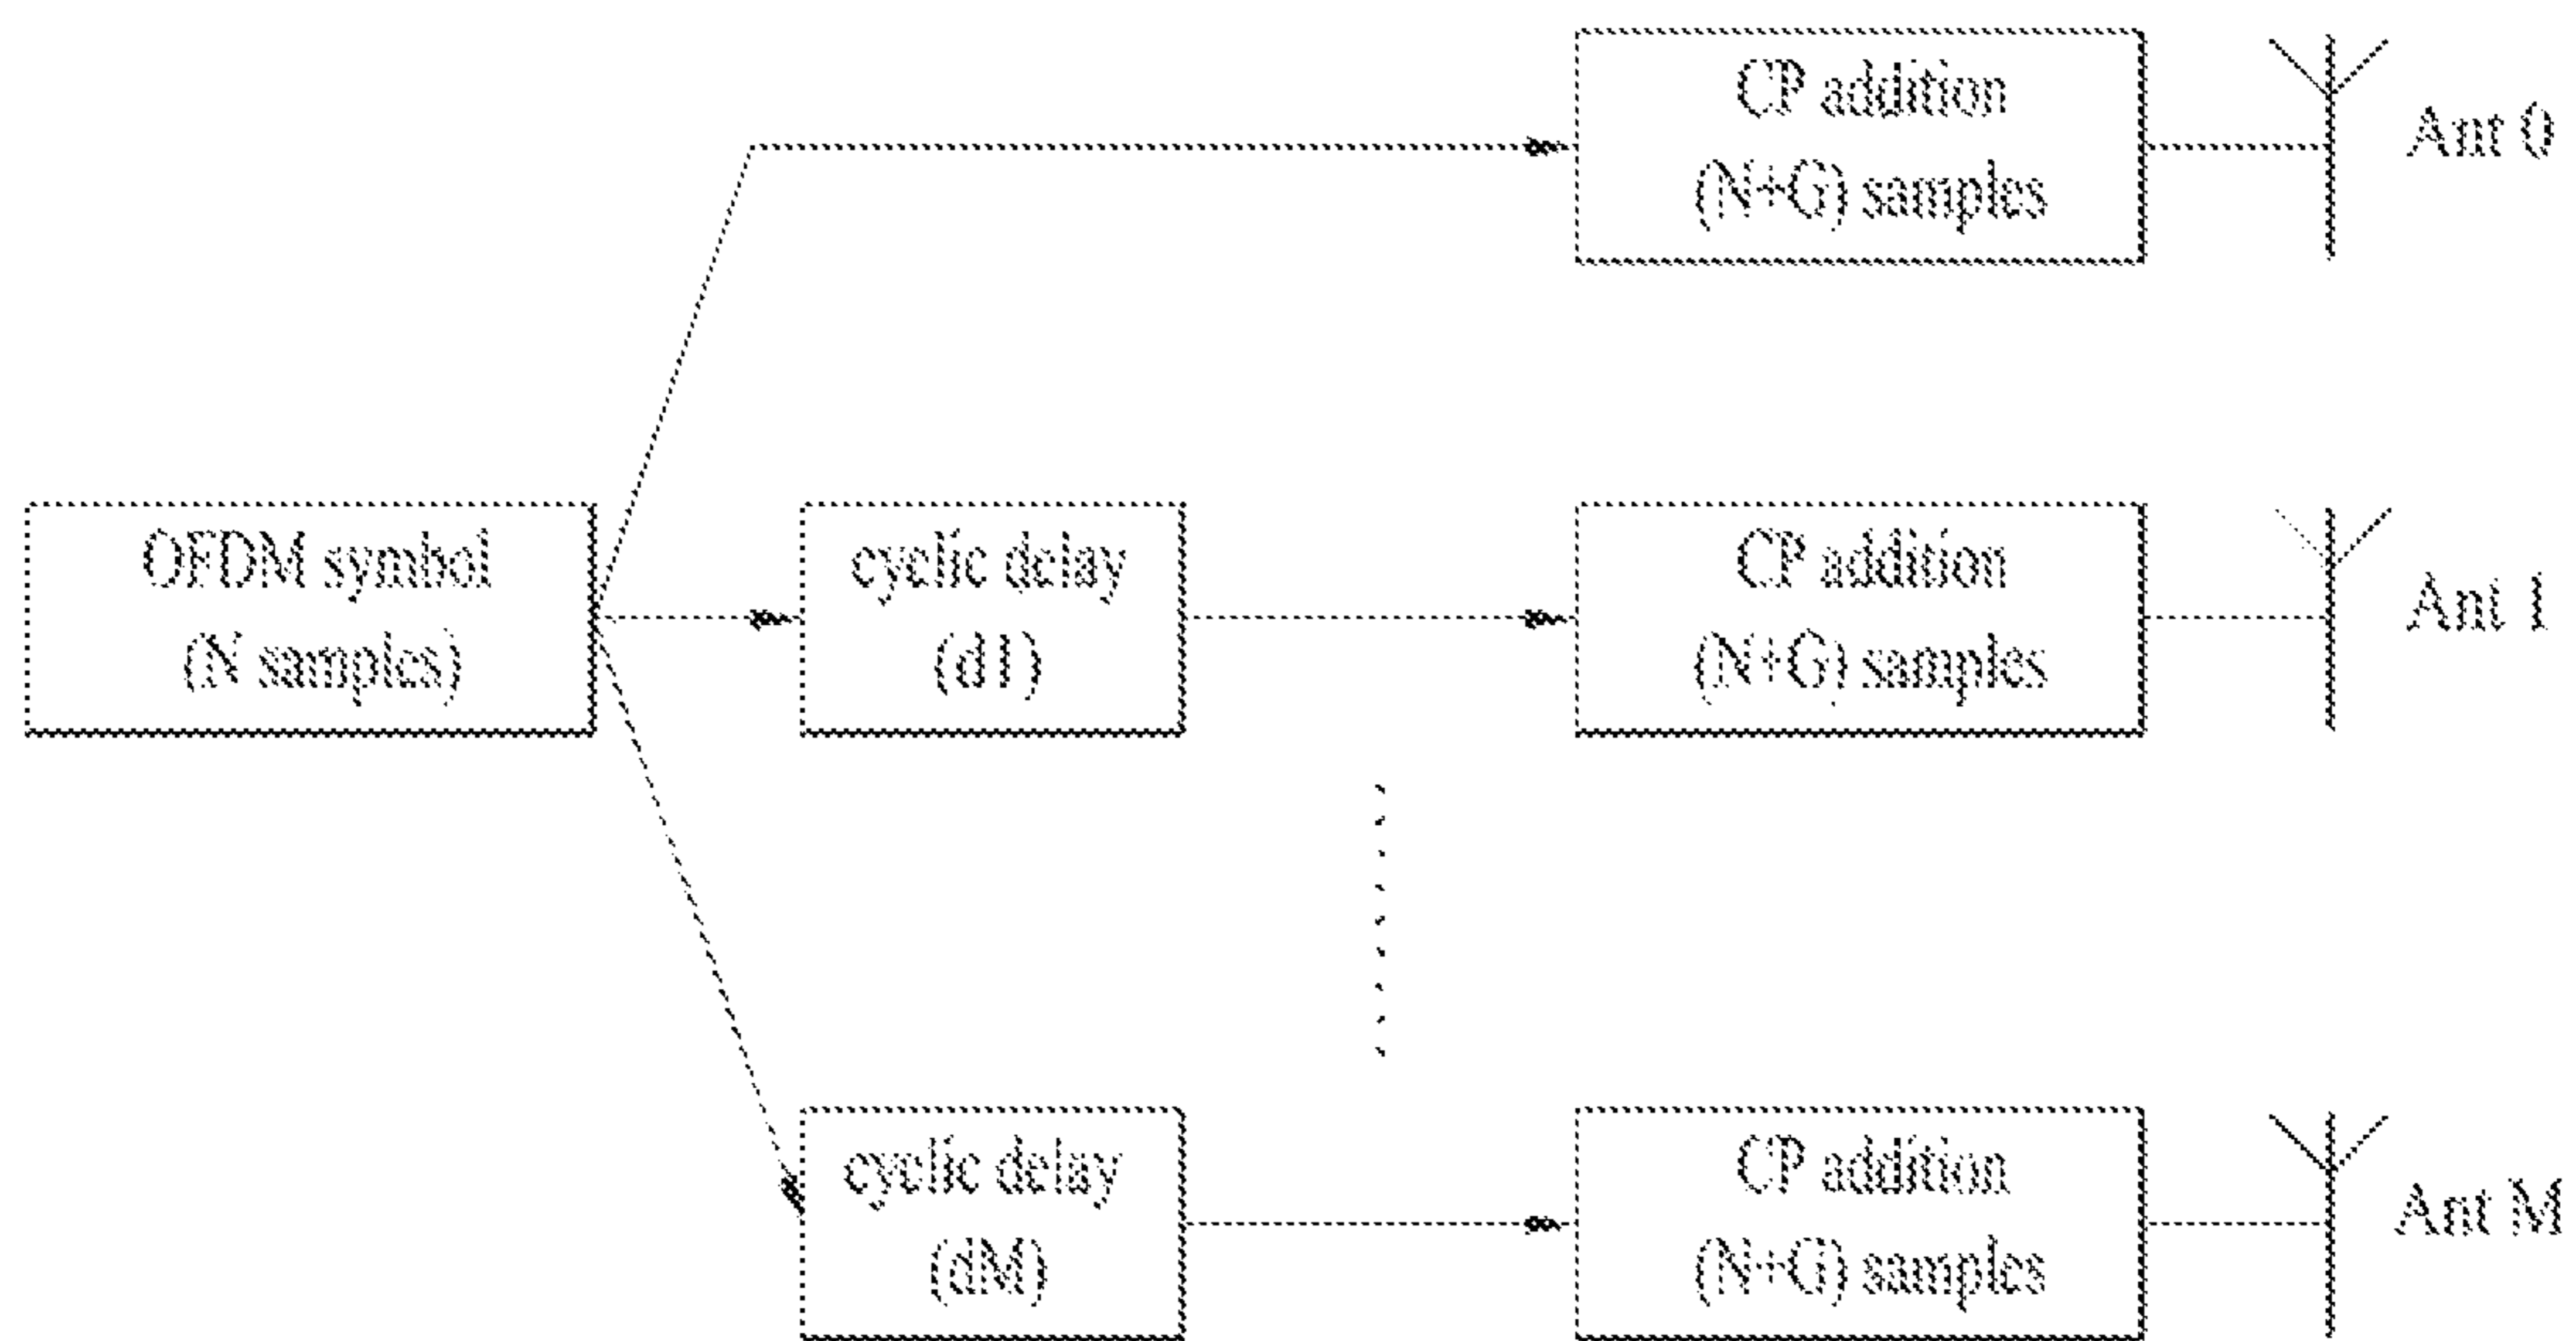 CP addition
(N+G) samples
Ant 0
OFDM symbol
(N samples)
cyclic delay
(d1)
CP addition
(N+G) samples
Ant 1
cyclic delay
(dM)
CP addition
(N+G) samples
Ant M